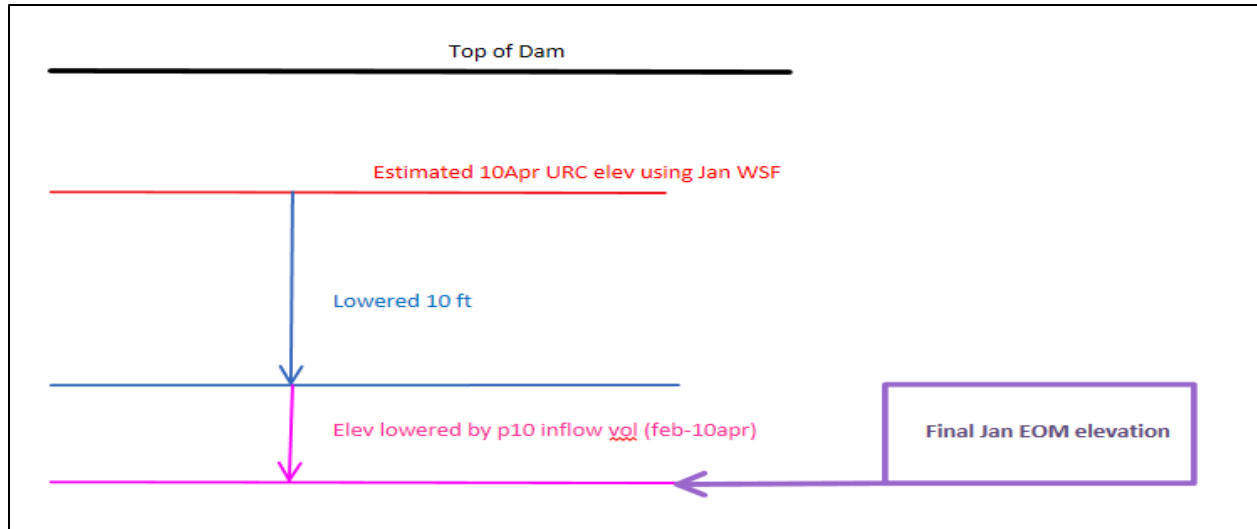 Top of Dam
Estimated 10Apr URC elev using Jan WSF
Lowered 10 ft
Elev lowered by p10 inflow vol (feb-10apr)
Final Jan EOM elevation